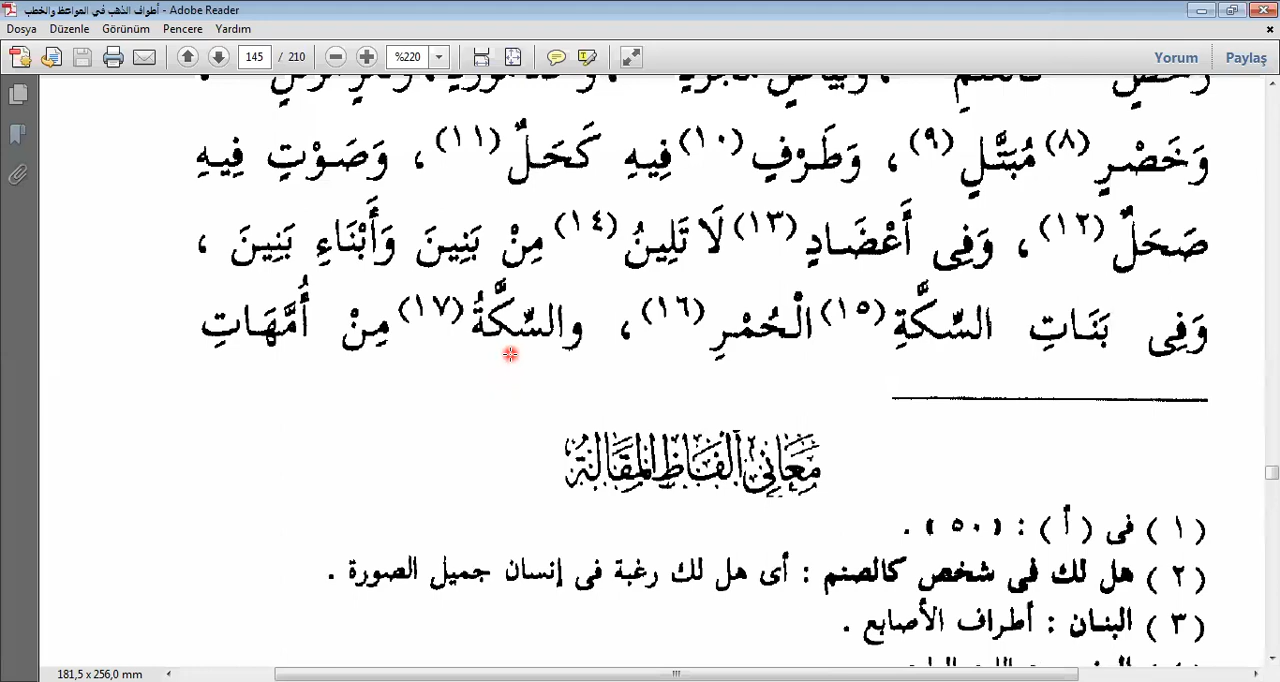 أطواف الذهب في المواعظ والخطب - Adobe Reader
Dosya Düzenle Görünüm Pencere Yardım
145 / 210 %220 Yorum Paylaş
وَخَصْرٍ (٨) مُبَتَّلٍ (٩) ، وَطَرْفٍ (١٠) فِيهِ كَحَلٌ (١١) ، وَصَوْتٍ فِيهِ
صَحَلٌ (١٢) ، وَفِى أَعْضَادٍ (١٣) لَا تَلِينُ (١٤) مِنْ بَنِينَ وَأَبْنَاءِ بَنِينَ ،
وَفِى بَنَاتِ السِّكَّةِ (١٥) الْحُمْرِ (١٦) ، والسِّكَّةُ (١٧) مِنْ أُمَّهَاتِ
مَعَانِى أَلْفَاظِ المَقَالَةِ
(١) فى (أ) : (٥٠) .
(٢) هل لك فى شخص كالصنم : أى هل لك رغبة فى إنسان جميل الصورة .
(٣) البنان : أطراف الأصابع .
181,5 x 256,0 mm